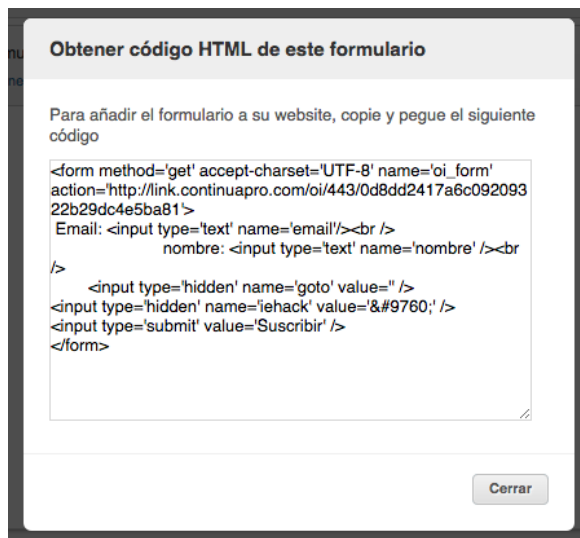 Obtener código HTML de este formulario
Para añadir el formulario a su website, copie y pegue el siguiente
código
<form method='get' accept-charset='UTF-8' name='oi_form'
action='http://link.continuapro.com/oi/443/0d8dd2417a6c092093
22b29dc4e5ba81'>
Email: <input type='text' name='email'/><br />
nombre: <input type='text' name='nombre' /><br
/>
<input type='hidden' name='goto' value='' />
<input type='hidden' name='iehack' value='&#9760;' />
<input type='submit' value='Suscribir' />
</form>
Cerrar